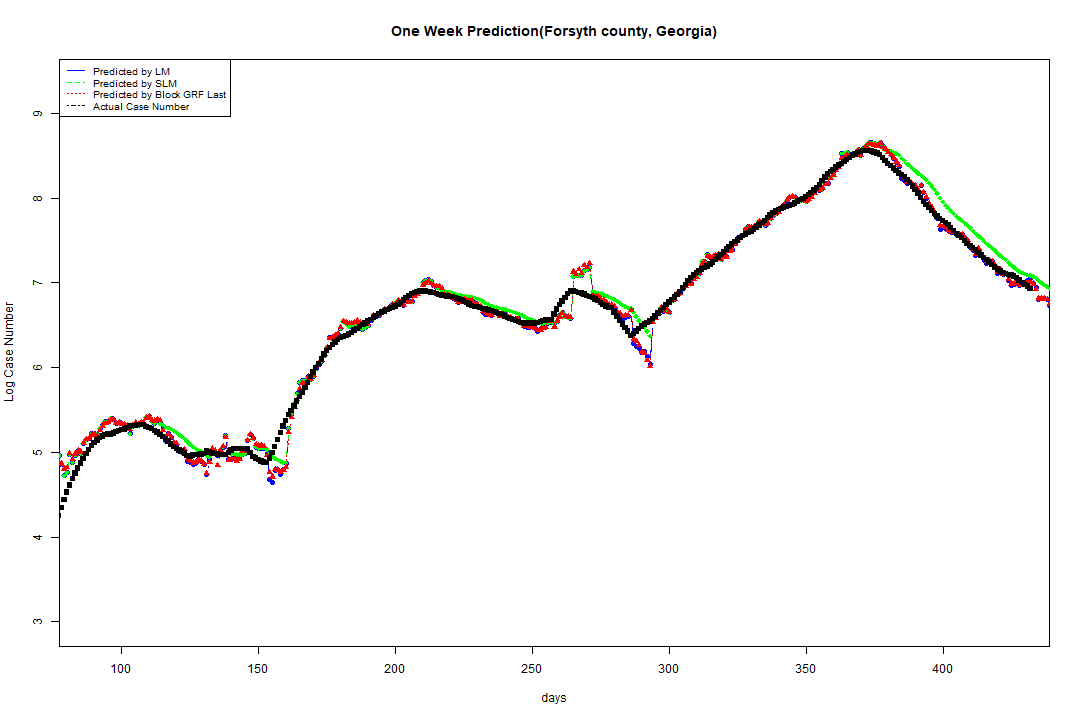 One Week Prediction(Forsyth county, Georgia)
Predicted by LM
Predicted by SLM
Predicted by Block GRF Last
Actual Case Number
Log Case Number
9
8
7
6
5
4
3
100 150 200 250 300 350 400
days